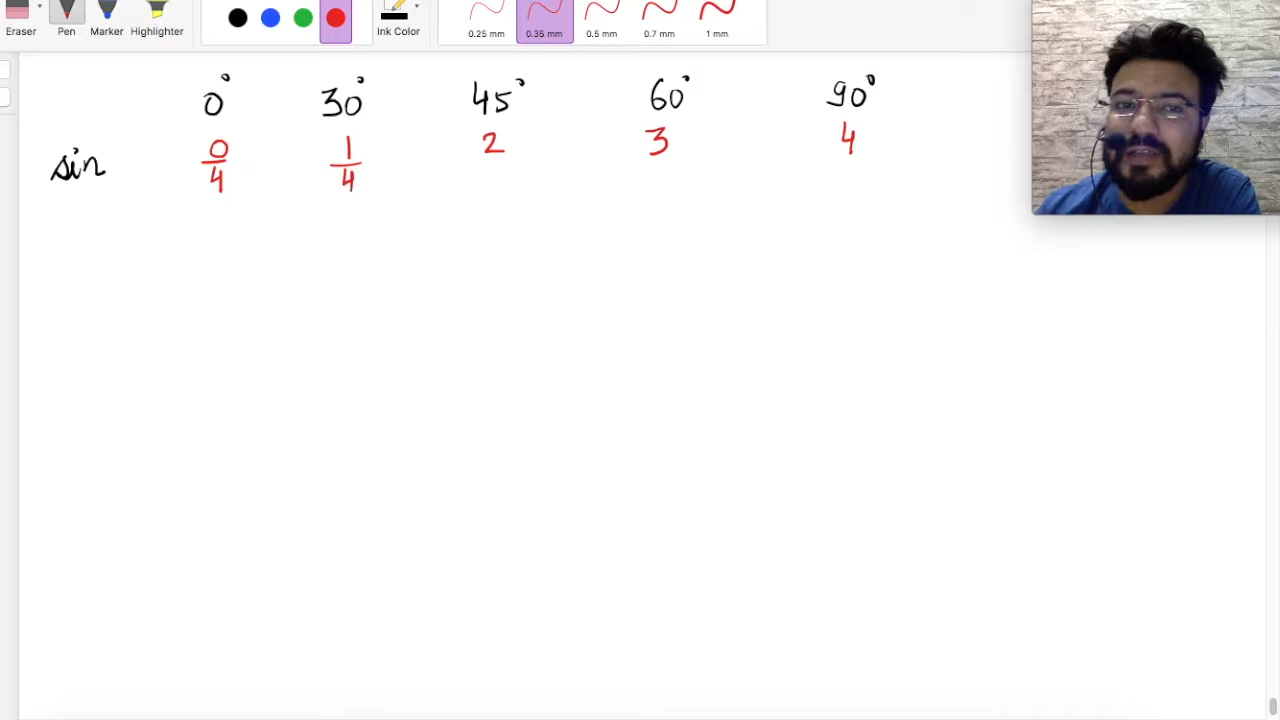 Eraser Pen Marker Highlighter Ink Color 0.25 mm 0.35 mm 0.5 mm 0.7 mm 1 mm
0° 30° 45° 60° 90°
sin 0/4 1/4 2 3 4